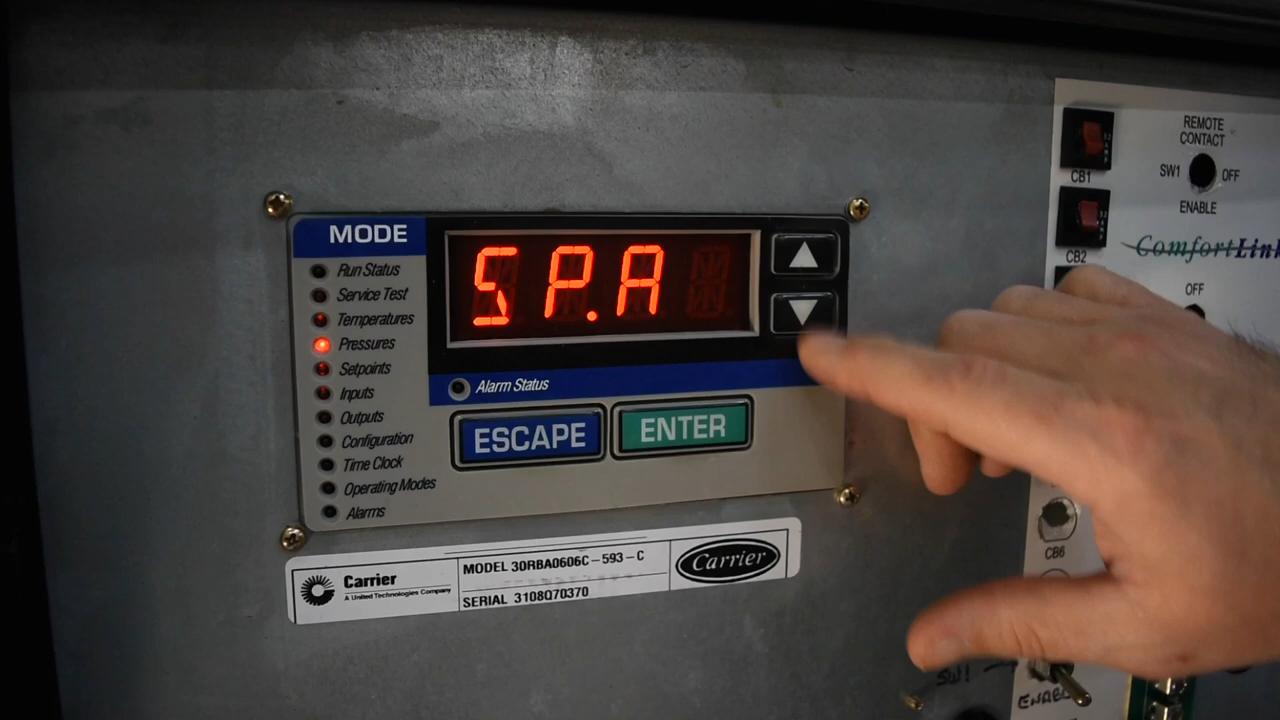 MODE
Run Status
Service Test
Temperatures
Pressures
Setpoints
Inputs
Outputs
Configuration
Time Clock
Operating Modes
Alarms
SP.A
▲
▼
Alarm Status
ESCAPE
ENTER
Carrier
A United Technologies Company
MODEL 30RBA0606C-593-C
SERIAL 3108Q70370
Carrier
CB1
CB2
REMOTE
CONTACT
SW1
OFF
ENABLE
ComfortLink
OFF
CB6
SW1
ENAB